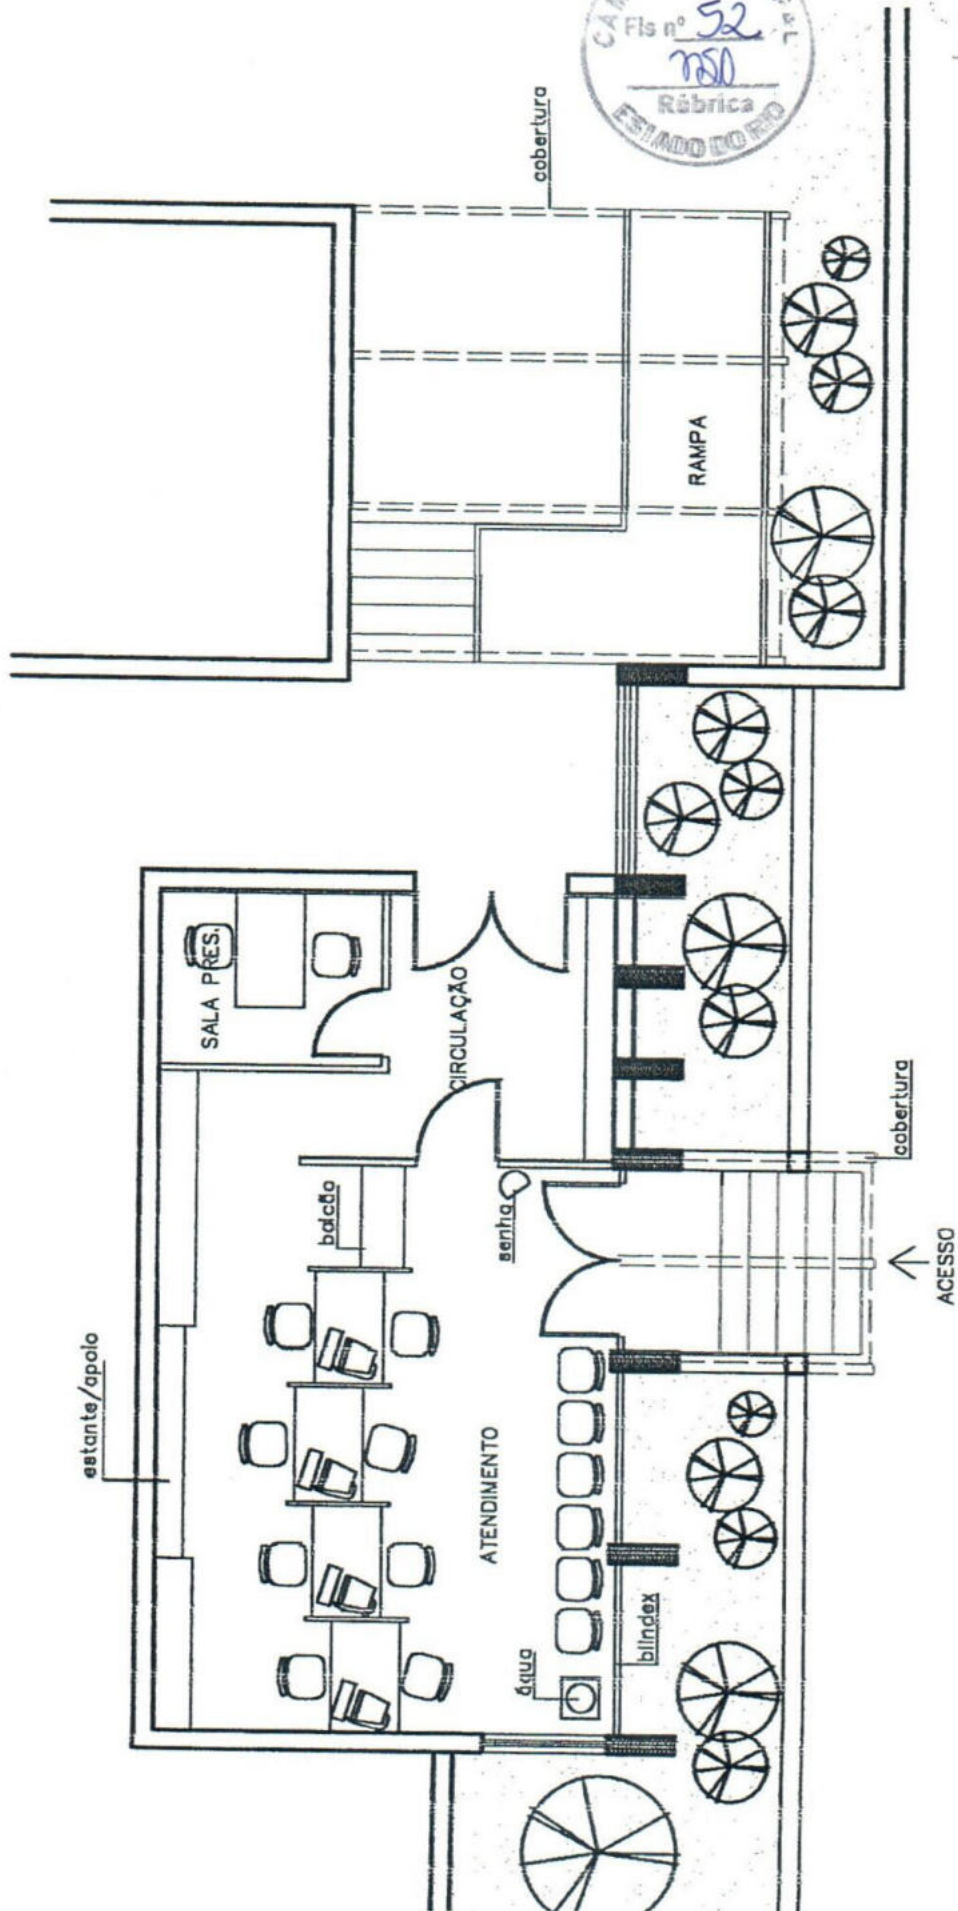 Fls nº 52
Rúbrica
ESTADO DO RIO
cobertura
RAMPA
SALA PRES.
CIRCULAÇÃO
cobertura
balcão
senha
ACESSO
estante/apoio
ATENDIMENTO
água
blindex